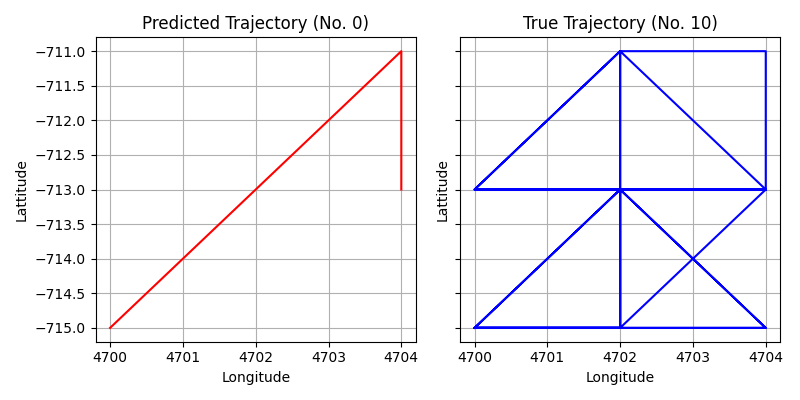 Predicted Trajectory (No. 0)
True Trajectory (No. 10)
−711.0
−711.5
−712.0
−712.5
−713.0
−713.5
−714.0
−714.5
−715.0
Lattitude
Lattitude
4700 4701 4702 4703 4704
4700 4701 4702 4703 4704
Longitude
Longitude